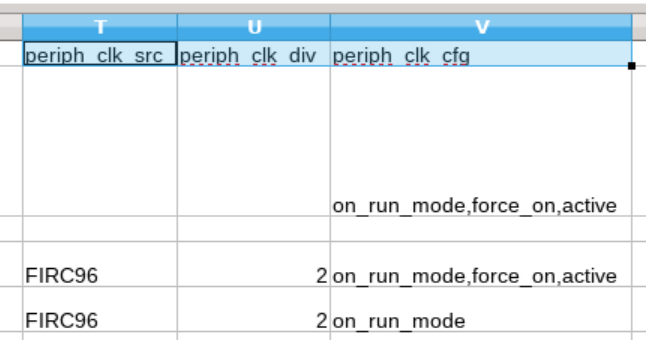 T U V
periph_clk_src periph_clk_div periph_clk_cfg
on_run_mode,force_on,active
FIRC96 2 on_run_mode,force_on,active
FIRC96 2 on_run_mode